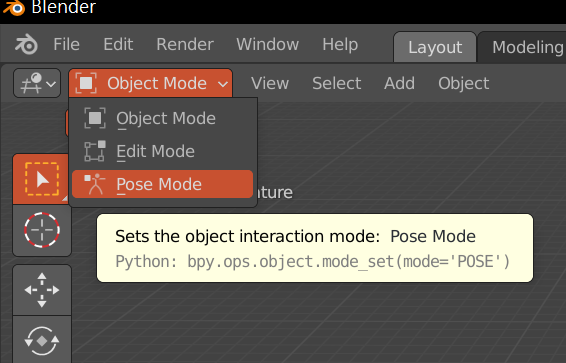 Blender
File Edit Render Window Help Layout Modeling
Object Mode View Select Add Object
Object Mode
Edit Mode
Pose Mode
Sets the object interaction mode: Pose Mode
Python: bpy.ops.object.mode_set(mode='POSE')